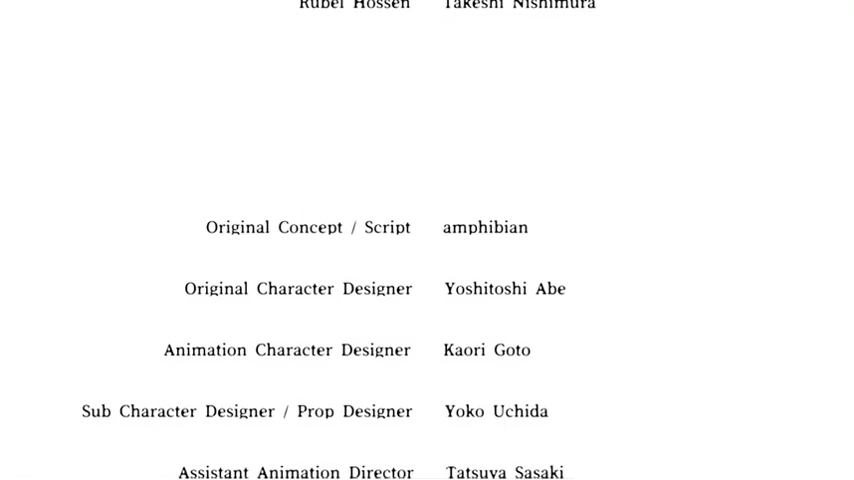 Rubel Hossen Takeshi Nishimura
Original Concept / Script amphibian
Original Character Designer Yoshitoshi Abe
Animation Character Designer Kaori Goto
Sub Character Designer / Prop Designer Yoko Uchida
Assistant Animation Director Tatsuya Sasaki